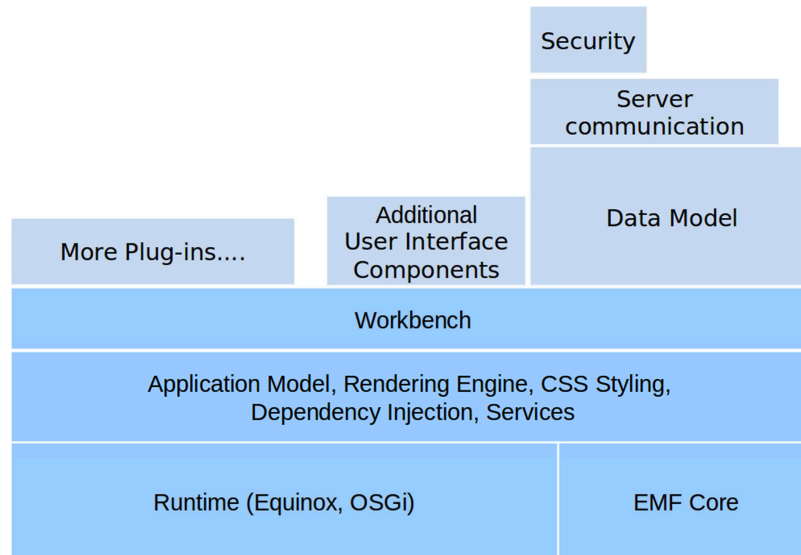 Security
Server
communication
Data Model
Additional
User Interface
Components
More Plug-ins....
Workbench
Application Model, Rendering Engine, CSS Styling,
Dependency Injection, Services
Runtime (Equinox, OSGi)
EMF Core